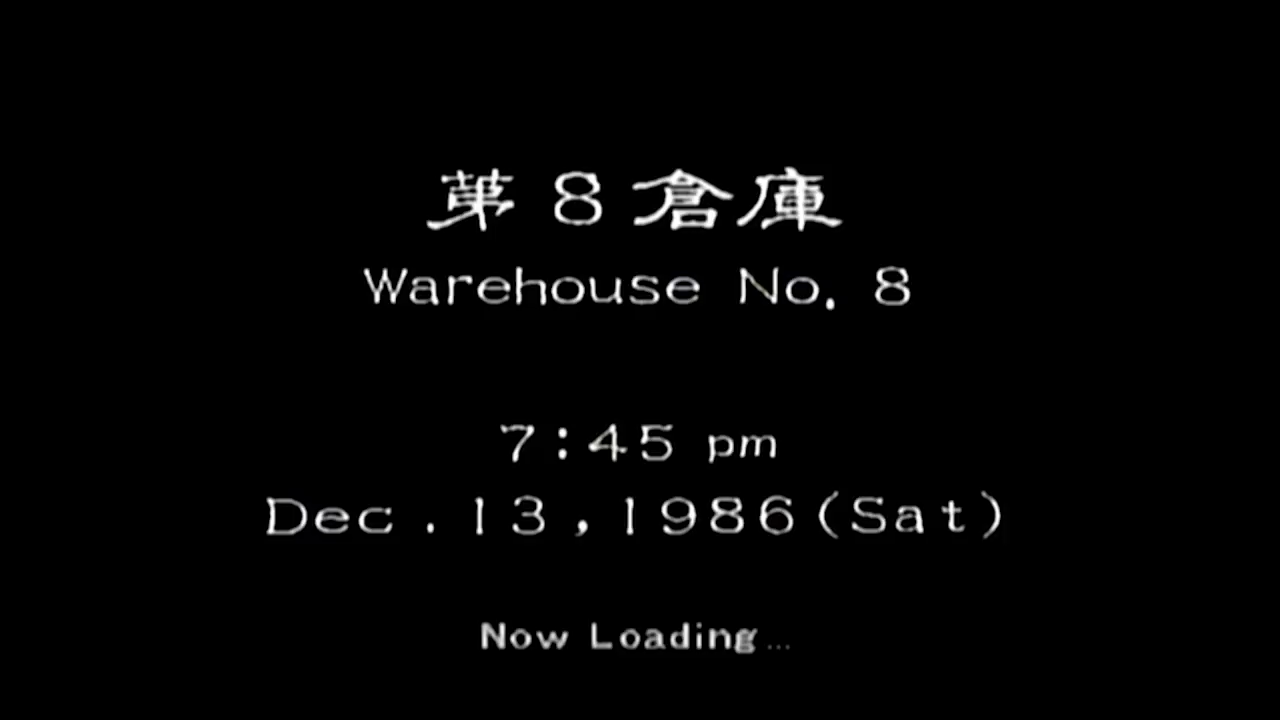 第８倉庫
Warehouse No. 8
7:45 pm
Dec.13,1986(Sat)
Now Loading...